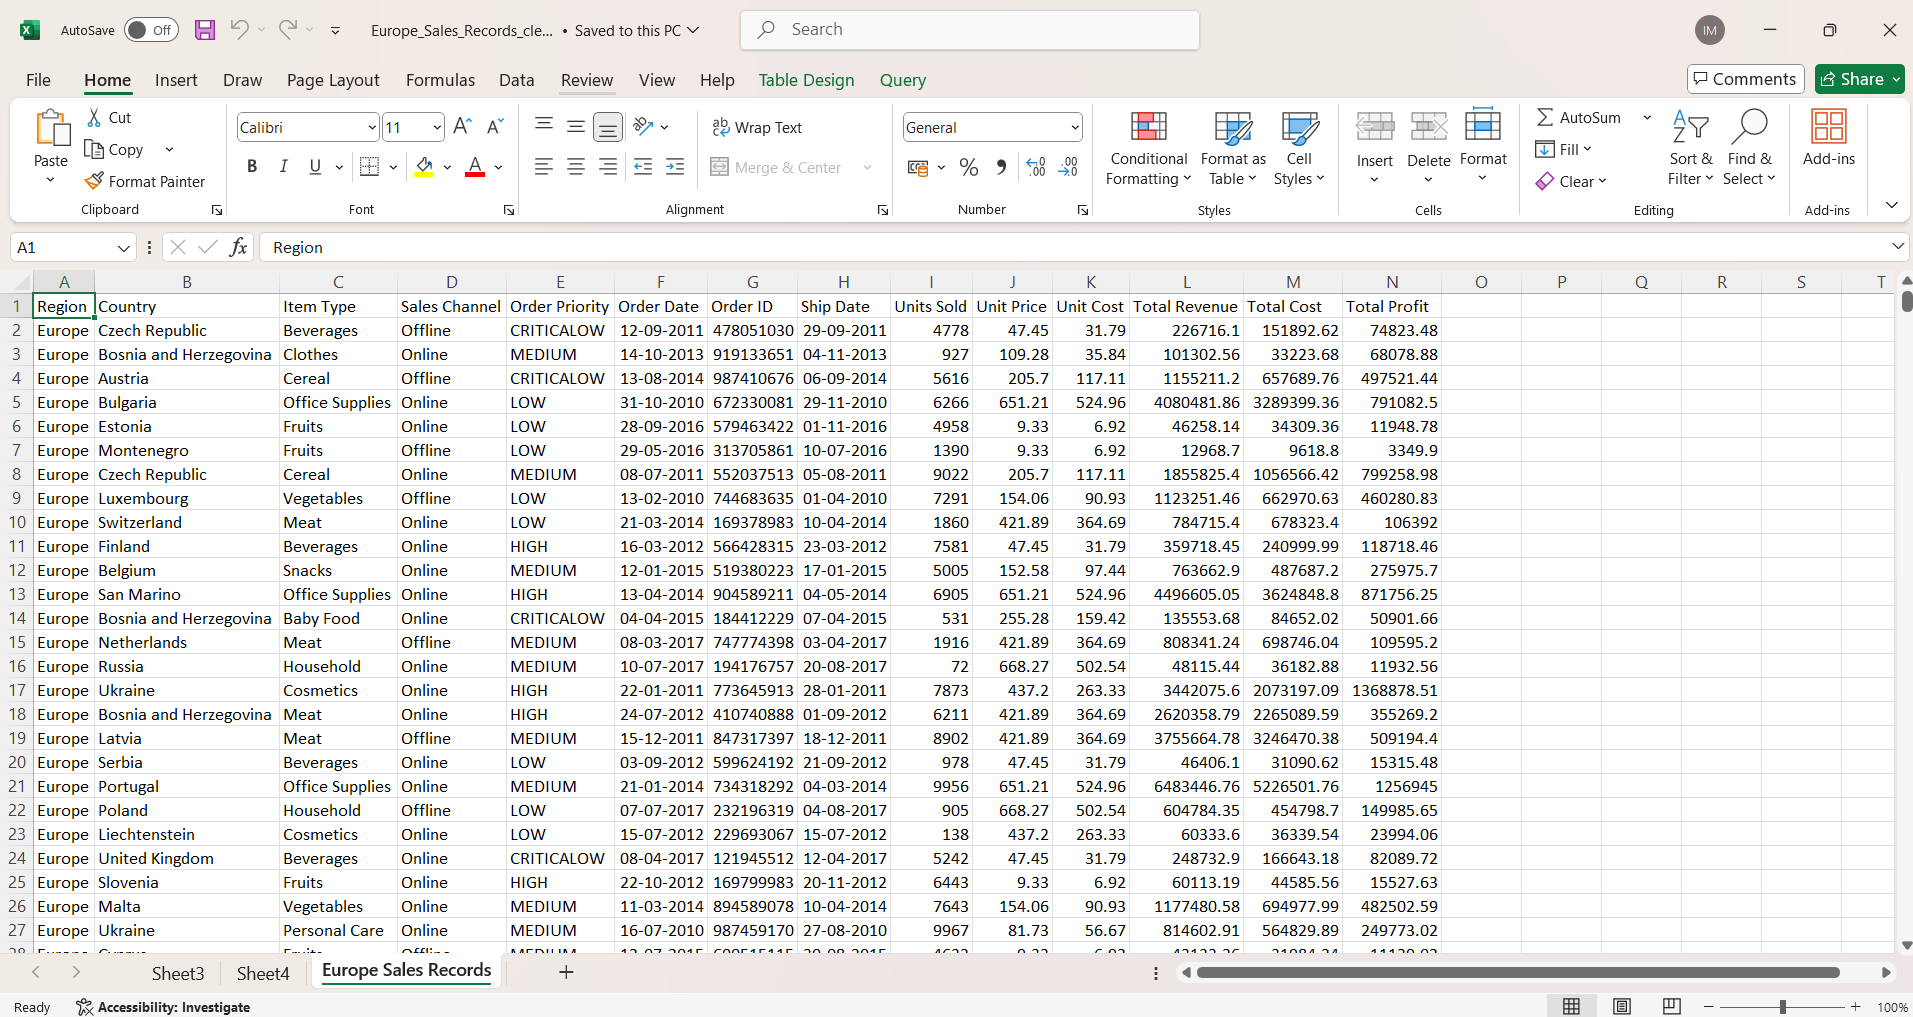 AutoSave Off Europe_Sales_Records_cle... • Saved to this PC Search IM
File Home Insert Draw Page Layout Formulas Data Review View Help Table Design Query Comments Share
Paste Cut Copy Format Painter Clipboard
Calibri 11 B I U A Font
Wrap Text Merge & Center Alignment
General % Number
Conditional Formatting Format as Table Cell Styles Styles
Insert Delete Format Cells
AutoSum Fill Clear Sort & Filter Find & Select Editing
Add-ins Add-ins
A1 fx Region
A B C D E F G H I J K L M N O P Q R S T
1 Region Country Item Type Sales Channel Order Priority Order Date Order ID Ship Date Units Sold Unit Price Unit Cost Total Revenue Total Cost Total Profit
2 Europe Czech Republic Beverages Offline CRITICALOW 12-09-2011 478051030 29-09-2011 4778 47.45 31.79 226716.1 151892.62 74823.48
3 Europe Bosnia and Herzegovina Clothes Online MEDIUM 14-10-2013 919133651 04-11-2013 927 109.28 35.84 101302.56 33223.68 68078.88
4 Europe Austria Cereal Offline CRITICALOW 13-08-2014 987410676 06-09-2014 5616 205.7 117.11 1155211.2 657689.76 497521.44
5 Europe Bulgaria Office Supplies Online LOW 31-10-2010 672330081 29-11-2010 6266 651.21 524.96 4080481.86 3289399.36 791082.5
6 Europe Estonia Fruits Online LOW 28-09-2016 579463422 01-11-2016 4958 9.33 6.92 46258.14 34309.36 11948.78
7 Europe Montenegro Fruits Offline LOW 29-05-2016 313705861 10-07-2016 1390 9.33 6.92 12968.7 9618.8 3349.9
8 Europe Czech Republic Cereal Online MEDIUM 08-07-2011 552037513 05-08-2011 9022 205.7 117.11 1855825.4 1056566.42 799258.98
9 Europe Luxembourg Vegetables Offline LOW 13-02-2010 744683635 01-04-2010 7291 154.06 90.93 1123251.46 662970.63 460280.83
10 Europe Switzerland Meat Online LOW 21-03-2014 169378983 10-04-2014 1860 421.89 364.69 784715.4 678323.4 106392
11 Europe Finland Beverages Online HIGH 16-03-2012 566428315 23-03-2012 7581 47.45 31.79 359718.45 240999.99 118718.46
12 Europe Belgium Snacks Online MEDIUM 12-01-2015 519380223 17-01-2015 5005 152.58 97.44 763662.9 487687.2 275975.7
13 Europe San Marino Office Supplies Online HIGH 13-04-2014 904589211 04-05-2014 6905 651.21 524.96 4496605.05 3624848.8 871756.25
14 Europe Bosnia and Herzegovina Baby Food Online CRITICALOW 04-04-2015 184412229 07-04-2015 531 255.28 159.42 135553.68 84652.02 50901.66
15 Europe Netherlands Meat Offline MEDIUM 08-03-2017 747774398 03-04-2017 1916 421.89 364.69 808341.24 698746.04 109595.2
16 Europe Russia Household Online MEDIUM 10-07-2017 194176757 20-08-2017 72 668.27 502.54 48115.44 36182.88 11932.56
17 Europe Ukraine Cosmetics Online HIGH 22-01-2011 773645913 28-01-2011 7873 437.2 263.33 3442075.6 2073197.09 1368878.51
18 Europe Bosnia and Herzegovina Meat Online HIGH 24-07-2012 410740888 01-09-2012 6211 421.89 364.69 2620358.79 2265089.59 355269.2
19 Europe Latvia Meat Offline MEDIUM 15-12-2011 847317397 18-12-2011 8902 421.89 364.69 3755664.78 3246470.38 509194.4
20 Europe Serbia Beverages Online LOW 03-09-2012 599624192 21-09-2012 978 47.45 31.79 46406.1 31090.62 15315.48
21 Europe Portugal Office Supplies Online MEDIUM 21-01-2014 734318292 04-03-2014 9956 651.21 524.96 6483446.76 5226501.76 1256945
22 Europe Poland Household Offline LOW 07-07-2017 232196319 04-08-2017 905 668.27 502.54 604784.35 454798.7 149985.65
23 Europe Liechtenstein Cosmetics Online LOW 15-07-2012 229693067 15-07-2012 138 437.2 263.33 60333.6 36339.54 23994.06
24 Europe United Kingdom Beverages Online CRITICALOW 08-04-2017 121945512 12-04-2017 5242 47.45 31.79 248732.9 166643.18 82089.72
25 Europe Slovenia Fruits Online HIGH 22-10-2012 169799983 20-11-2012 6443 9.33 6.92 60113.19 44585.56 15527.63
26 Europe Malta Vegetables Online MEDIUM 11-03-2014 894589078 10-04-2014 7643 154.06 90.93 1177480.58 694977.99 482502.59
27 Europe Ukraine Personal Care Online MEDIUM 16-07-2010 987459170 27-08-2010 9967 81.73 56.67 814602.91 564829.89 249773.02
Sheet3 Sheet4 Europe Sales Records
Ready Accessibility: Investigate 100%